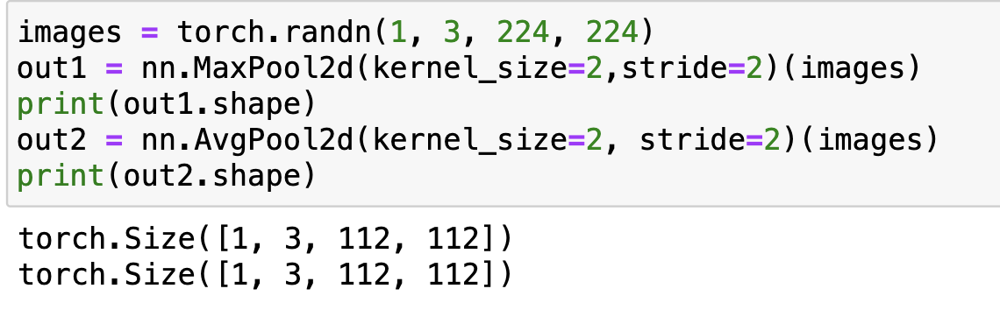 images = torch.randn(1, 3, 224, 224)
out1 = nn.MaxPool2d(kernel_size=2,stride=2)(images)
print(out1.shape)
out2 = nn.AvgPool2d(kernel_size=2, stride=2)(images)
print(out2.shape)
torch.Size([1, 3, 112, 112])
torch.Size([1, 3, 112, 112])